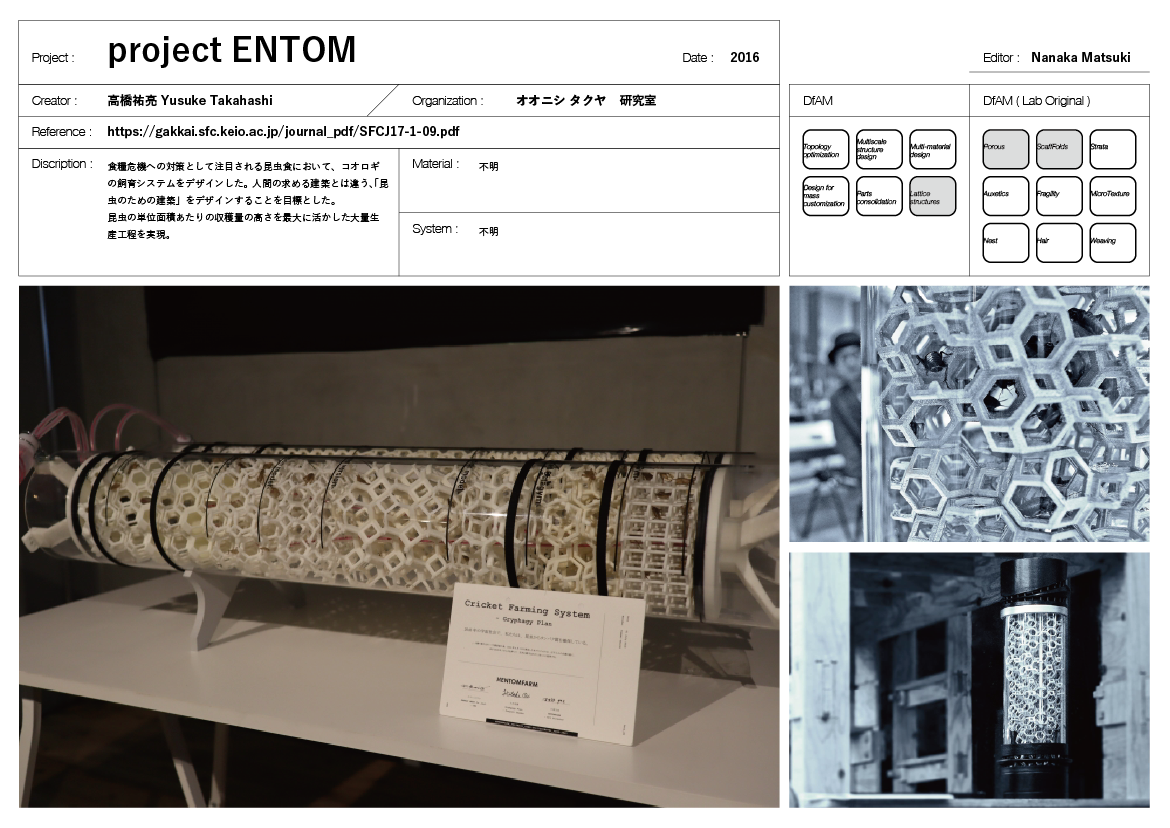 Project : project ENTOM Date : 2016
Editor : Nanaka Matsuki
Creator : 高橋祐亮 Yusuke Takahashi Organization : オオニシ タクヤ 研究室
Reference : https://gakkai.sfc.keio.ac.jp/journal_pdf/SFCJ17-1-09.pdf
Discription : 食糧危機への対策として注目される昆虫食において、コオロギ
の飼育システムをデザインした。人間の求める建築とは違う、「昆
虫のための建築」をデザインすることを目標とした。
昆虫の単位面積あたりの収穫量の高さを最大に活かした大量生
産工程を実現。
Material : 不明
System : 不明
DfAM
Topology
optimization
Multiscale
structure
design
Multi-material
design
Design for
mass
customization
Parts
consolidation
Lattice
structures
DfAM ( Lab Original )
Porous
ScaffFolds
Strata
Auxetics
Fragility
MicroTexture
Nest
Hair
Weaving
Cricket Farming System